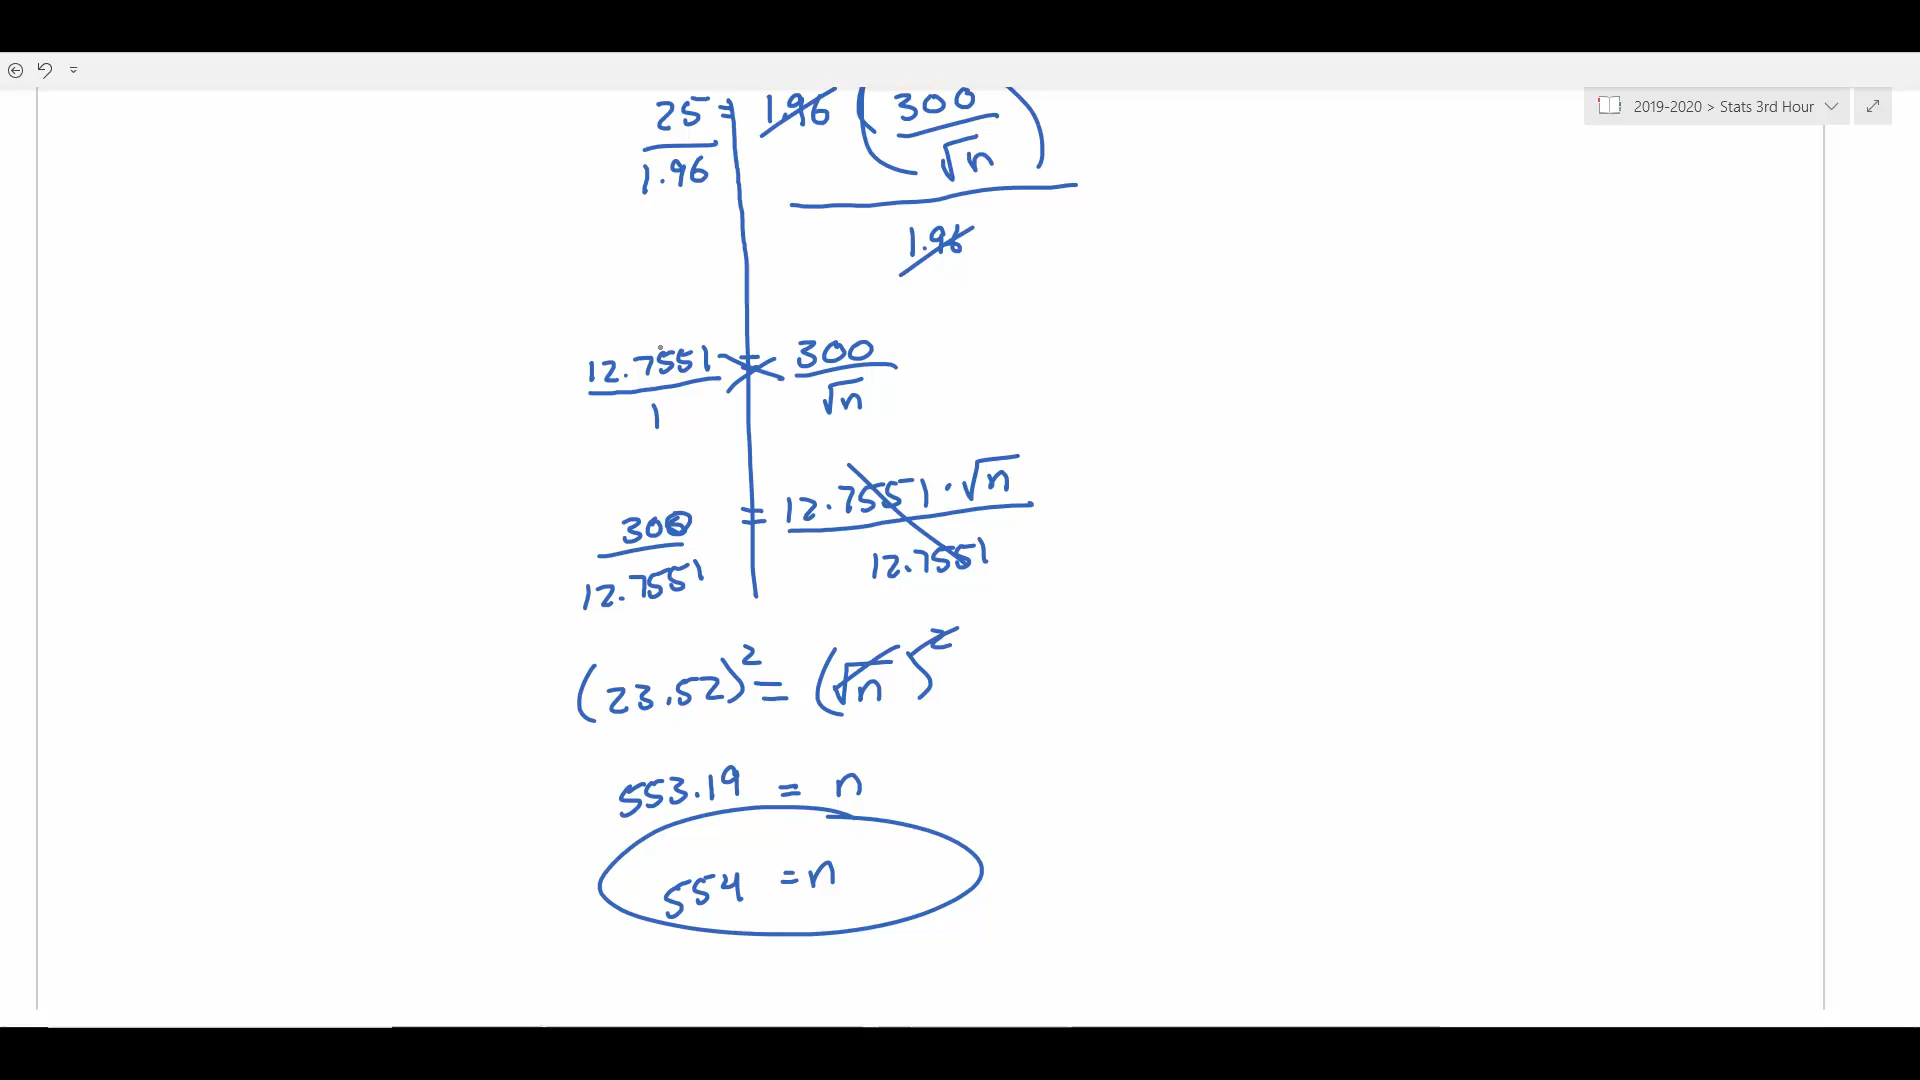 2019-2020 > Stats 3rd Hour
25 = 1.96 (300
1.96 √n)
1.96
12.7551 = 300
1 √n
300 = 12.7551 · √n
12.7551 12.7551
(23.52)² = (√n)²
553.19 = n
554 = n